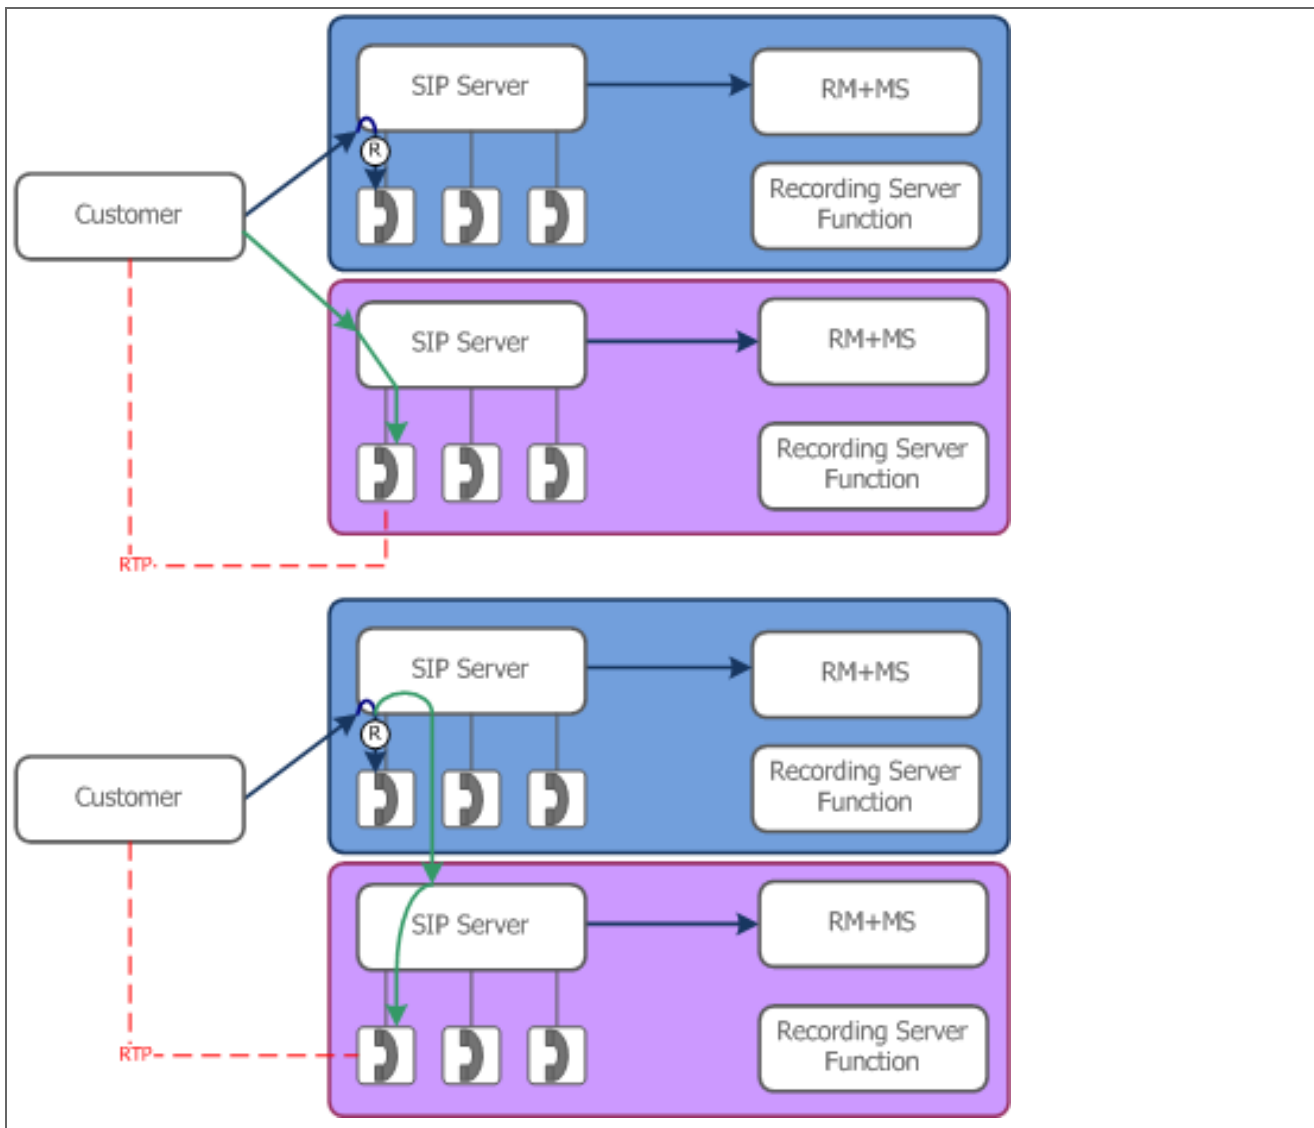 SIP Server
RM+MS
R
Customer
Recording Server
Function
SIP Server
RM+MS
Recording Server
Function
RTP
SIP Server
RM+MS
R
Customer
Recording Server
Function
SIP Server
RM+MS
Recording Server
Function
RTP